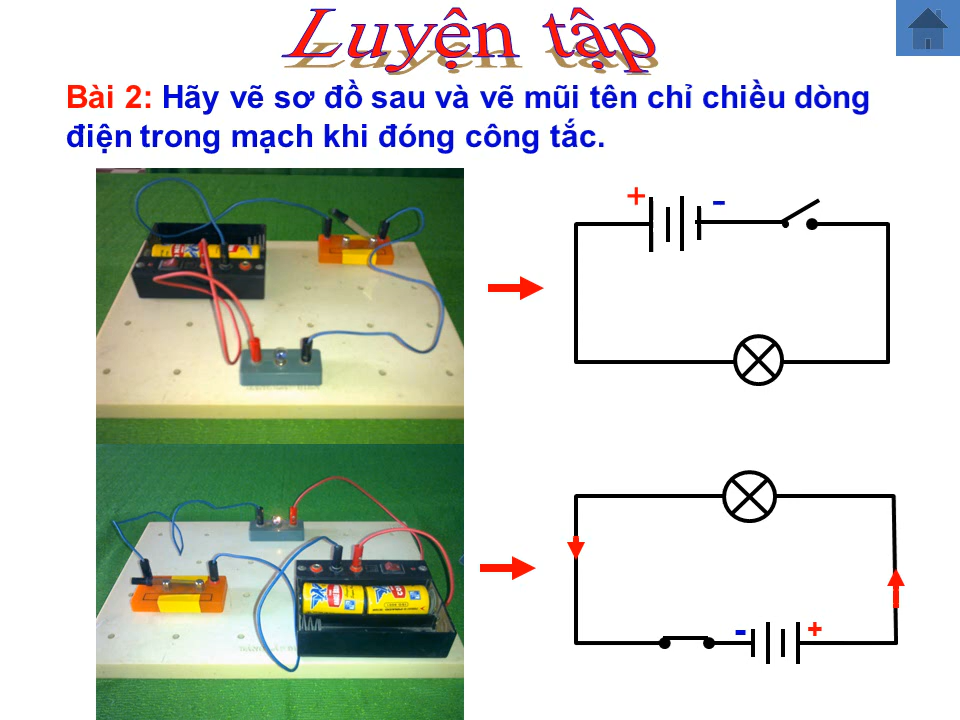 Luyện tập
Bài 2: Hãy vẽ sơ đồ sau và vẽ mũi tên chỉ chiều dòng
điện trong mạch khi đóng công tắc.
+ -
- +